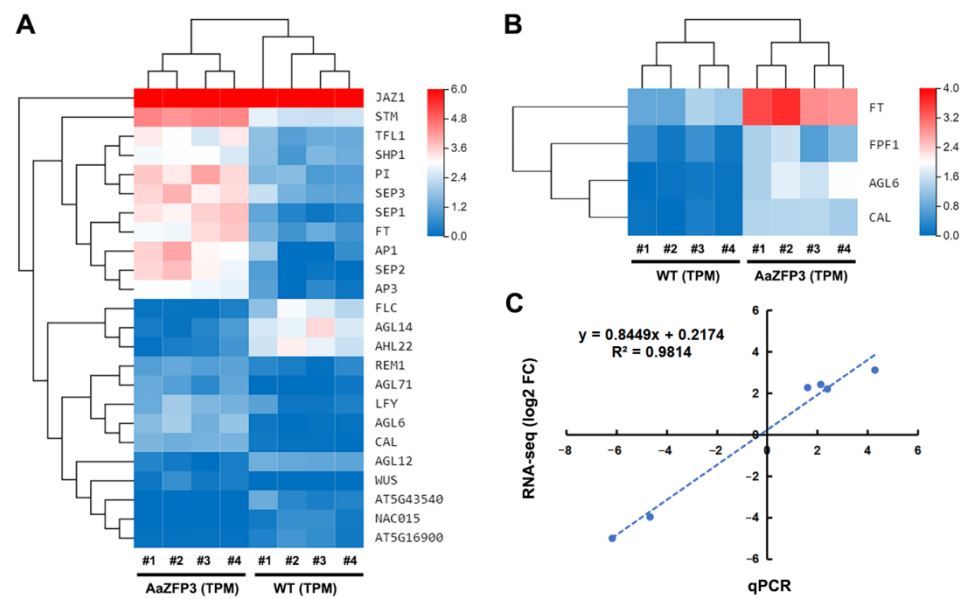 A
JAZ1
STM
TFL1
SHP1
PI
SEP3
SEP1
FT
AP1
SEP2
AP3
FLC
AGL14
AHL22
REM1
AGL71
LFY
AGL6
CAL
AGL12
WUS
AT5G43540
NAC015
AT5G16900
6.0
4.8
3.6
2.4
1.2
0.0
#1 #2 #3 #4 #1 #2 #3 #4
AaZFP3 (TPM) WT (TPM)
B
FT
FPF1
AGL6
CAL
4.0
3.2
2.4
1.6
0.8
0.0
#1 #2 #3 #4 #1 #2 #3 #4
WT (TPM) AaZFP3 (TPM)
C
y = 0.8449x + 0.2174
R² = 0.9814
RNA-seq (log2 FC)
6
4
2
0
−2
−4
−6
−8 −6 −4 −2 0 2 4 6
qPCR